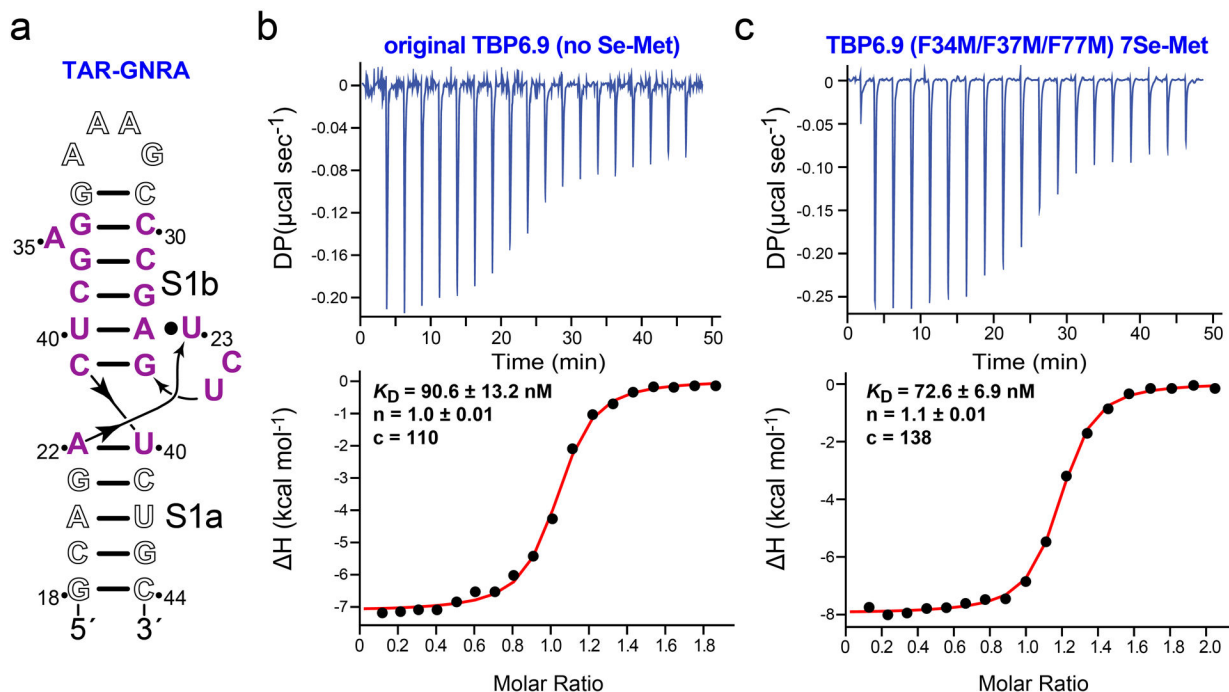 a
TAR-GNRA
A A
A G
G C
35 A G C 30
G C
C G S1b
40 U A U 23
C G U C
22 A U 40
G C
A U S1a
C G
18 G C 44
5´ 3´
b
original TBP6.9 (no Se-Met)
DP(µcal sec-1)
0
-0.04
-0.08
-0.12
-0.16
-0.20
0 10 20 30 40 50
Time (min)
ΔH (kcal mol-1)
0
-1
-2
-3
-4
-5
-6
-7
KD = 90.6 ± 13.2 nM
n = 1.0 ± 0.01
c = 110
0 0.2 0.4 0.6 0.8 1.0 1.2 1.4 1.6 1.8
Molar Ratio
c
TBP6.9 (F34M/F37M/F77M) 7Se-Met
DP(µcal sec-1)
0
-0.05
-0.10
-0.15
-0.20
-0.25
0 10 20 30 40 50
Time (min)
ΔH (kcal mol-1)
0
-2
-4
-6
-8
KD = 72.6 ± 6.9 nM
n = 1.1 ± 0.01
c = 138
0 0.2 0.4 0.6 0.8 1.0 1.2 1.4 1.6 1.8 2.0
Molar Ratio